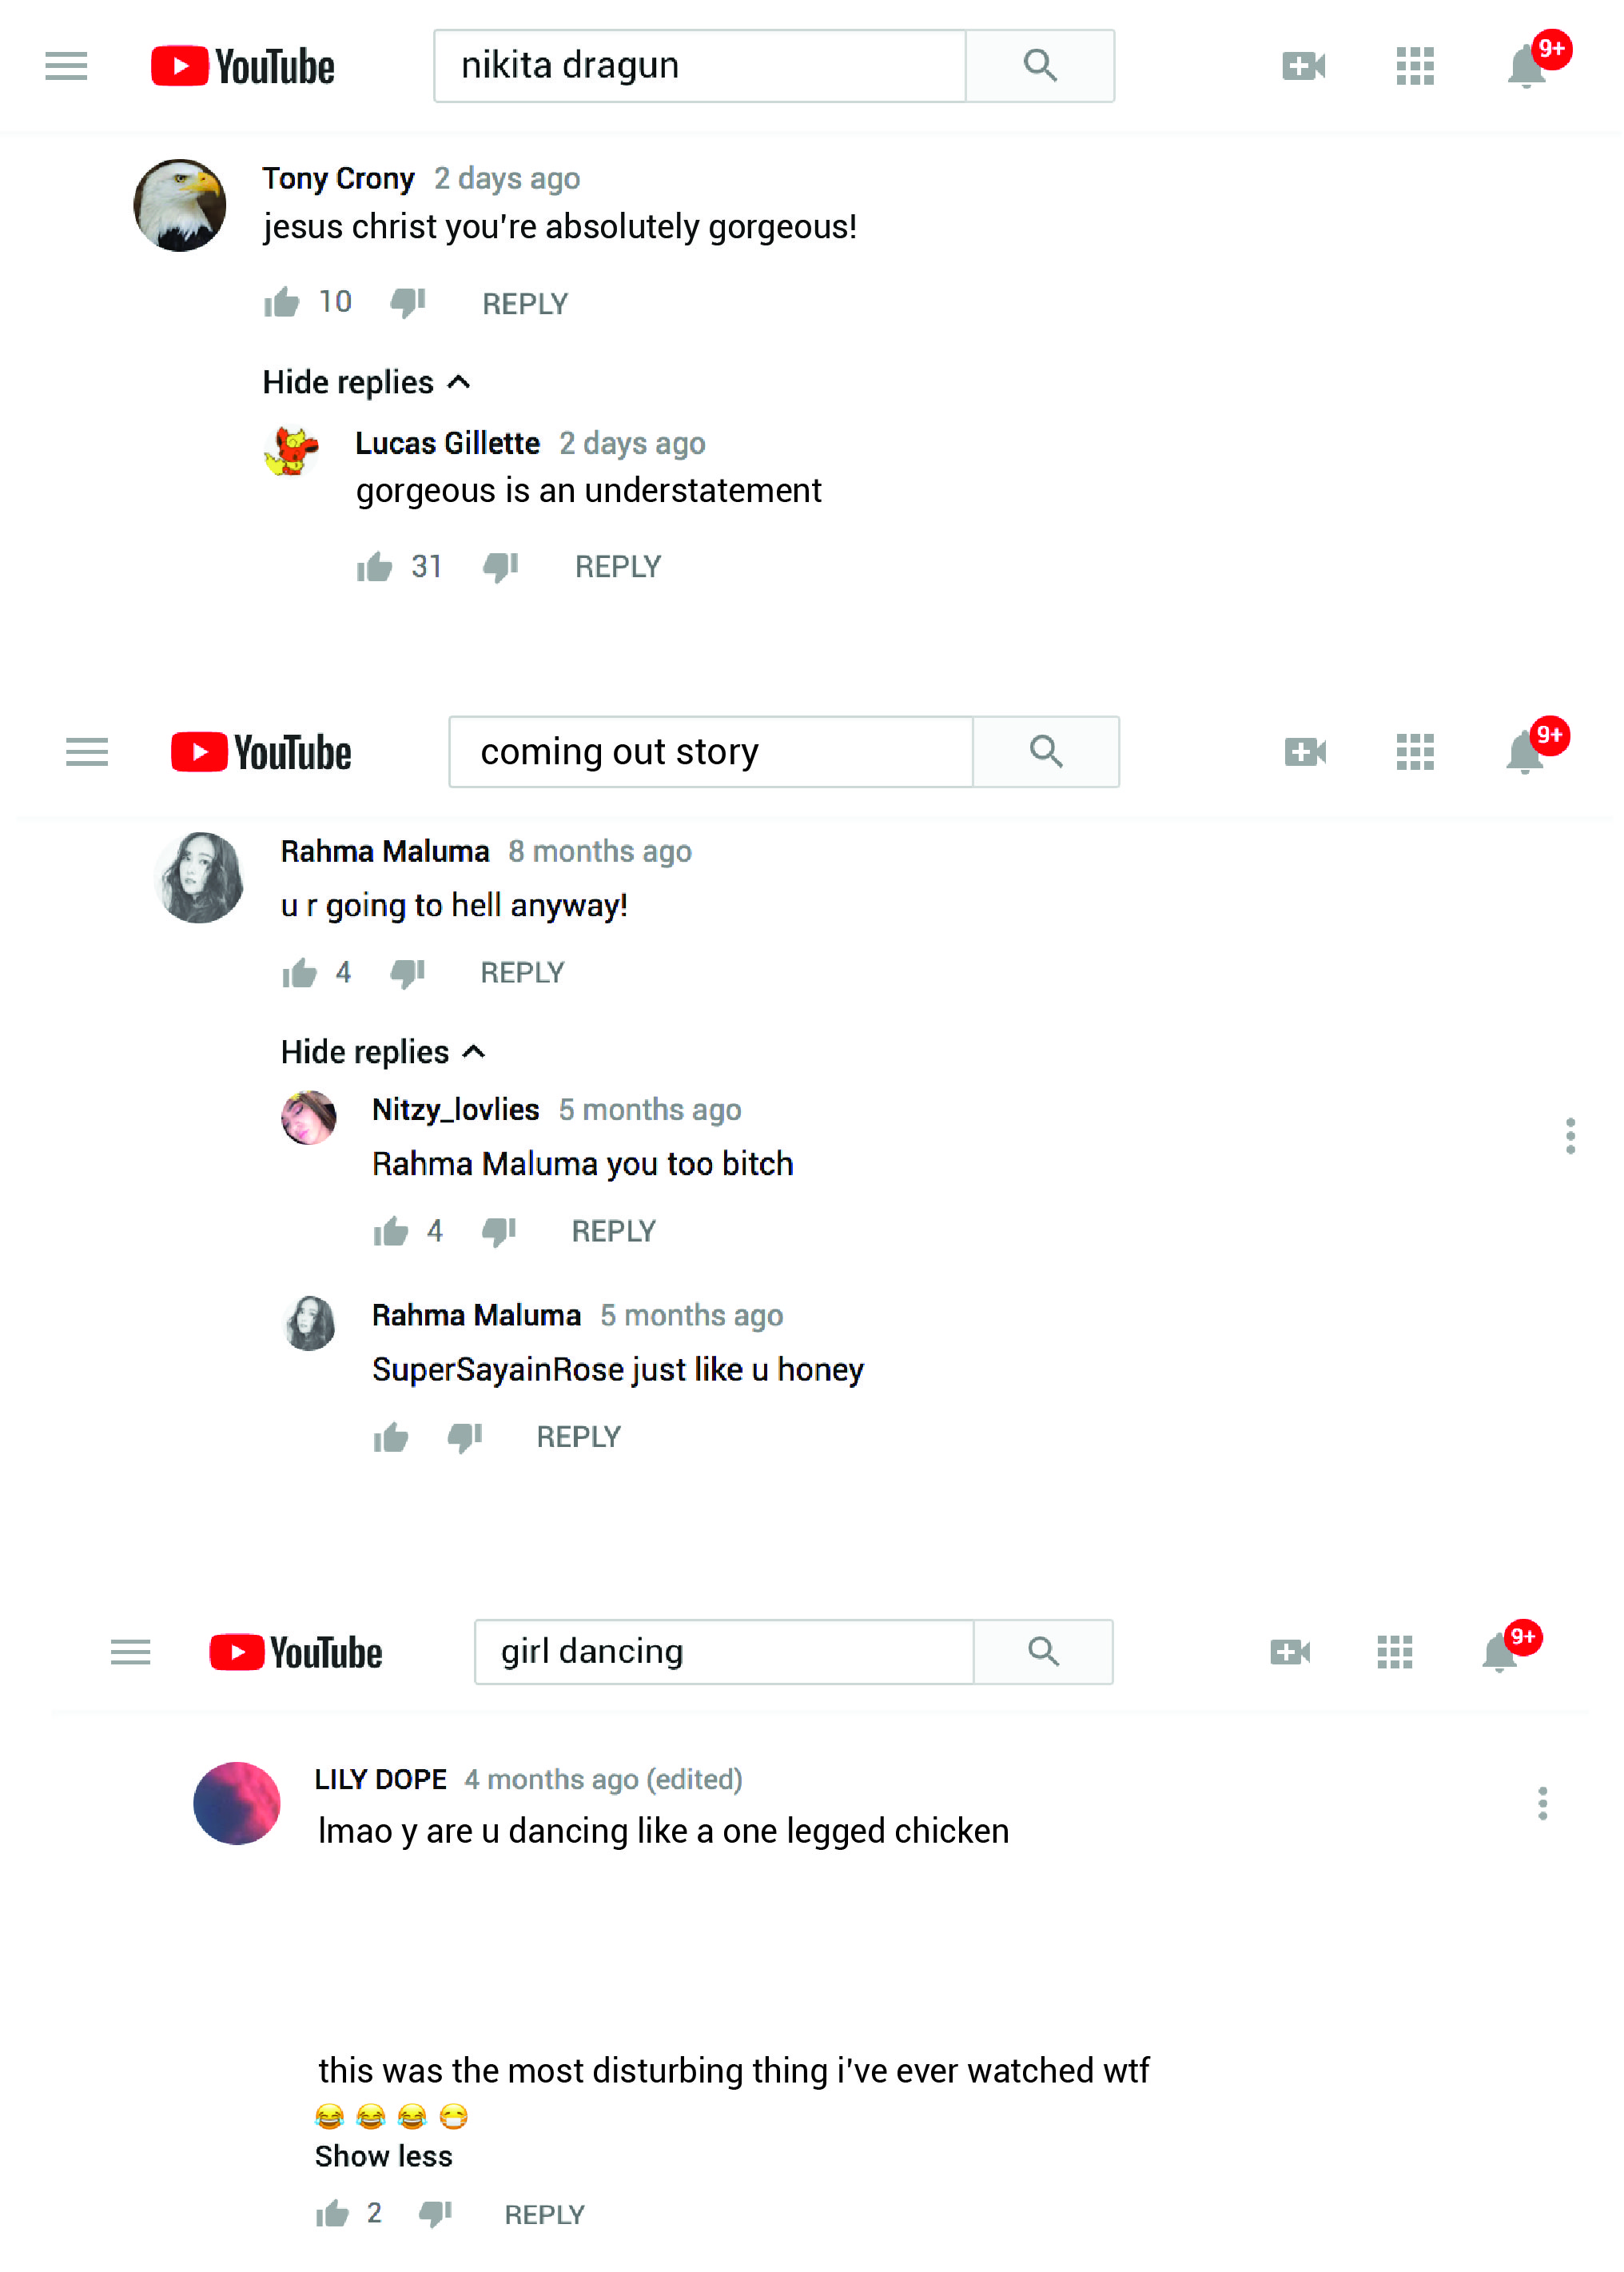 YouTube nikita dragun 9+
Tony Crony 2 days ago
jesus christ you're absolutely gorgeous!
10 REPLY
Hide replies
Lucas Gillette 2 days ago
gorgeous is an understatement
31 REPLY
YouTube coming out story 9+
Rahma Maluma 8 months ago
u r going to hell anyway!
4 REPLY
Hide replies
Nitzy_lovlies 5 months ago
Rahma Maluma you too bitch
4 REPLY
Rahma Maluma 5 months ago
SuperSayainRose just like u honey
REPLY
YouTube girl dancing 9+
LILY DOPE 4 months ago (edited)
lmao y are u dancing like a one legged chicken
this was the most disturbing thing i've ever watched wtf
😂 😂 😂 😷
Show less
2 REPLY